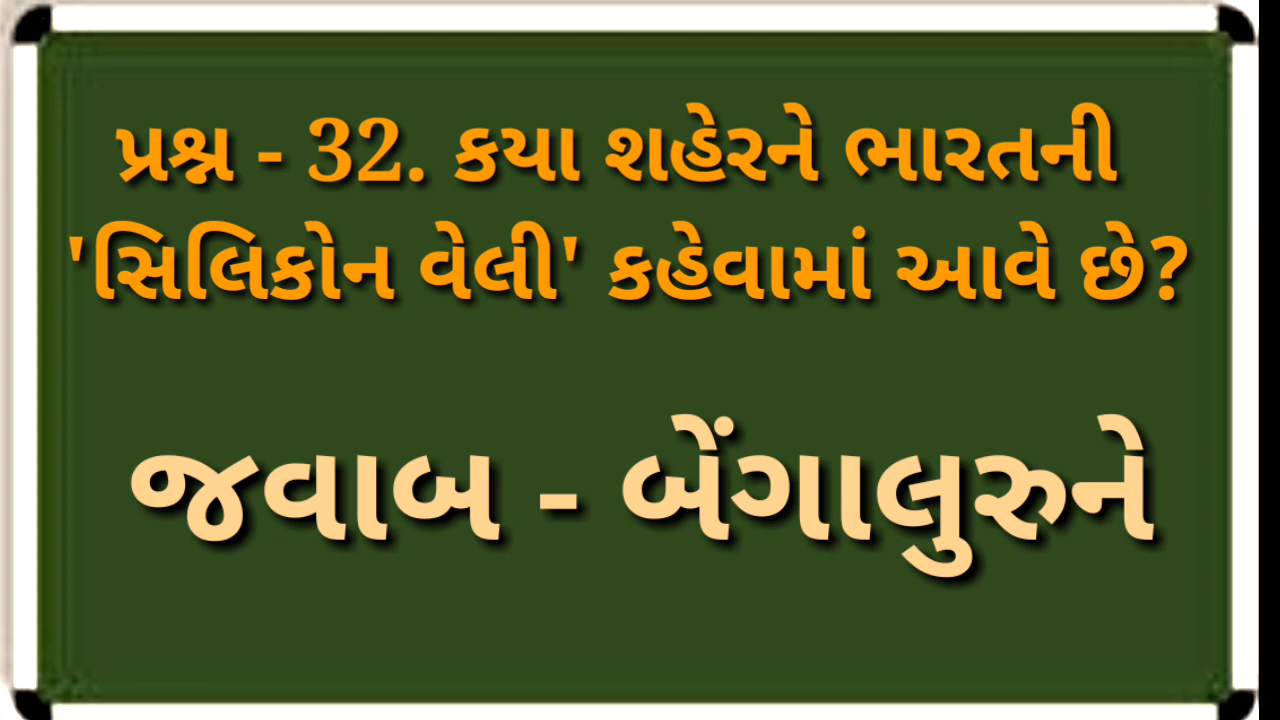 પ્રશ્ન - 32. કયા શહેરને ભારતની
'સિલિકોન વેલી' કહેવામાં આવે છે?
જવાબ - બેંગાલુરુને